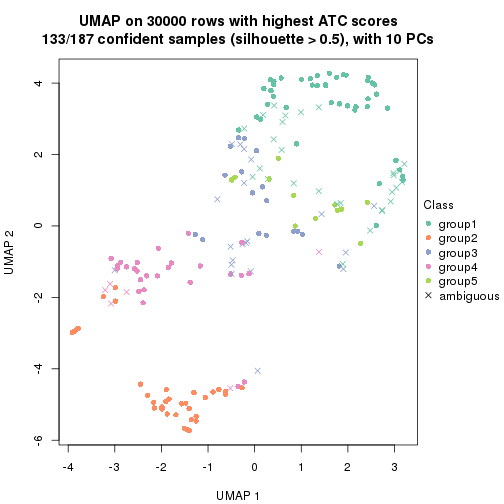 UMAP on 30000 rows with highest ATC scores
133/187 confident samples (silhouette > 0.5), with 10 PCs
4
2
0
-2
-4
-6
UMAP 2
-4 -3 -2 -1 0 1 2 3
UMAP 1
Class
group1
group2
group3
group4
group5
ambiguous